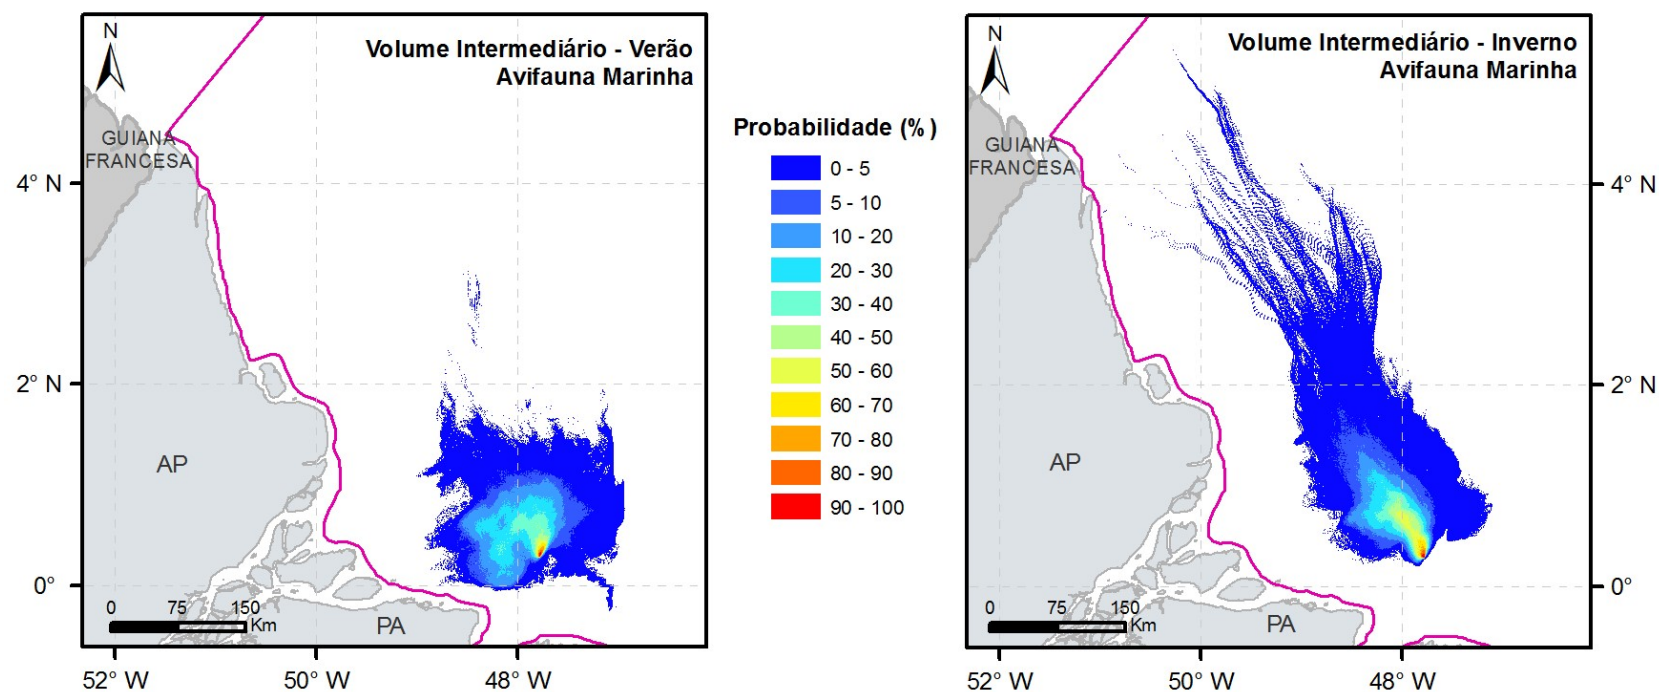 N
Volume Intermediário - Verão
Avifauna Marinha
GUIANA
FRANCESA
4° N
2° N
0°
AP
PA
0 75 150
Km
52° W 50° W 48° W
Probabilidade (%)
0 - 5
5 - 10
10 - 20
20 - 30
30 - 40
40 - 50
50 - 60
60 - 70
70 - 80
80 - 90
90 - 100
N
Volume Intermediário - Inverno
Avifauna Marinha
GUIANA
FRANCESA
4° N
2° N
0°
AP
PA
0 75 150
Km
52° W 50° W 48° W